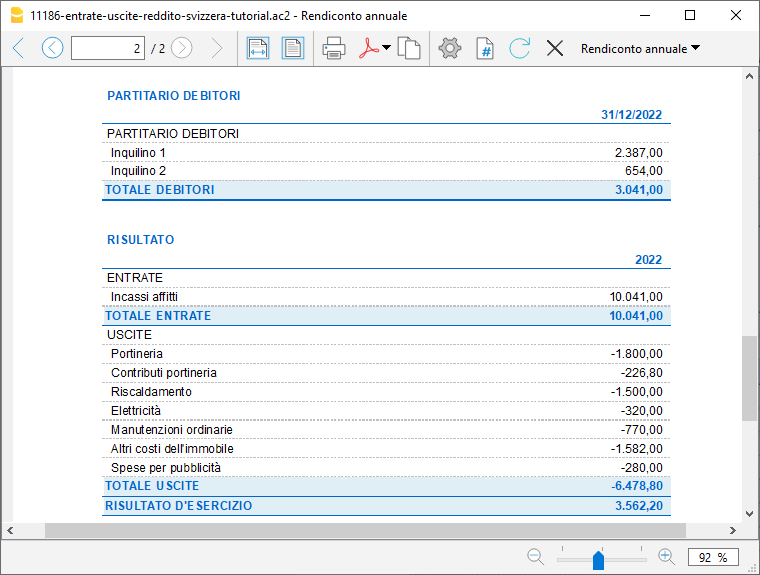 11186-entrate-uscite-reddito-svizzera-tutorial.ac2 - Rendiconto annuale
2 / 2 # Rendiconto annuale
PARTITARIO DEBITORI
31/12/2022
PARTITARIO DEBITORI
Inquilino 1 2.387,00
Inquilino 2 654,00
TOTALE DEBITORI 3.041,00
RISULTATO
2022
ENTRATE
Incassi affitti 10.041,00
TOTALE ENTRATE 10.041,00
USCITE
Portineria -1.800,00
Contributi portineria -226,80
Riscaldamento -1.500,00
Elettricità -320,00
Manutenzioni ordinarie -770,00
Altri costi dell'immobile -1.582,00
Spese per pubblicità -280,00
TOTALE USCITE -6.478,80
RISULTATO D'ESERCIZIO 3.562,20
92 %